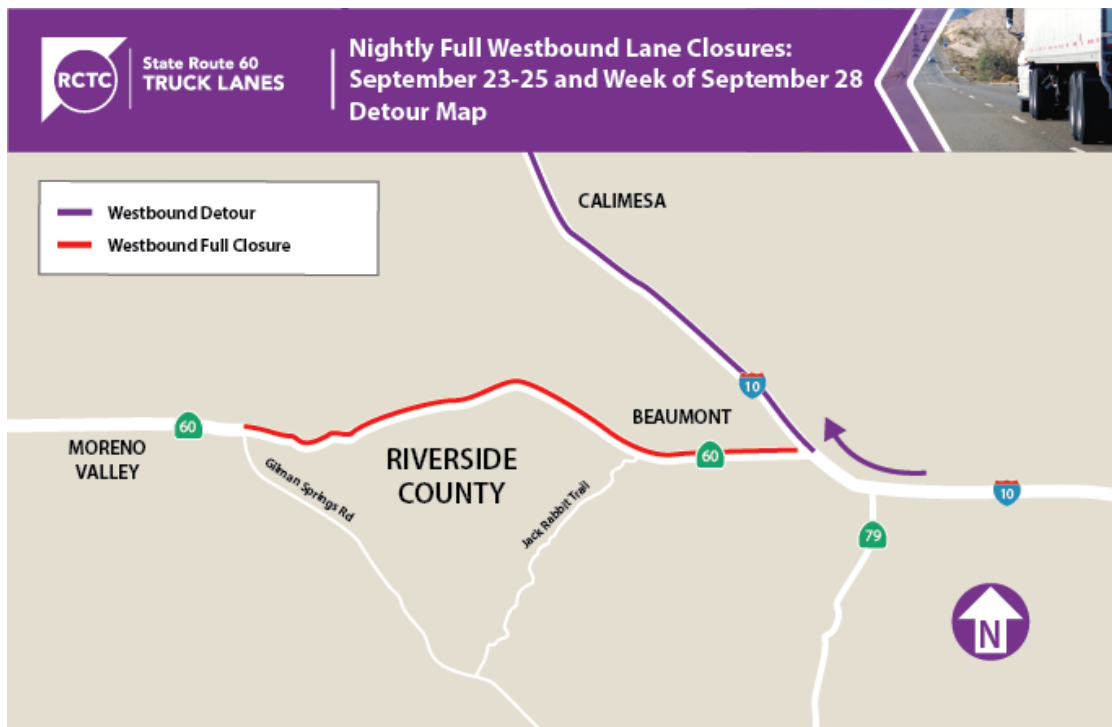 RCTC
State Route 60
TRUCK LANES
Nightly Full Westbound Lane Closures:
September 23-25 and Week of September 28
Detour Map
Westbound Detour
Westbound Full Closure
CALIMESA
10
BEAUMONT
60
MORENO
VALLEY
RIVERSIDE
COUNTY
60
Gilman Springs Rd
Jack Rabbit Trail
10
79
N